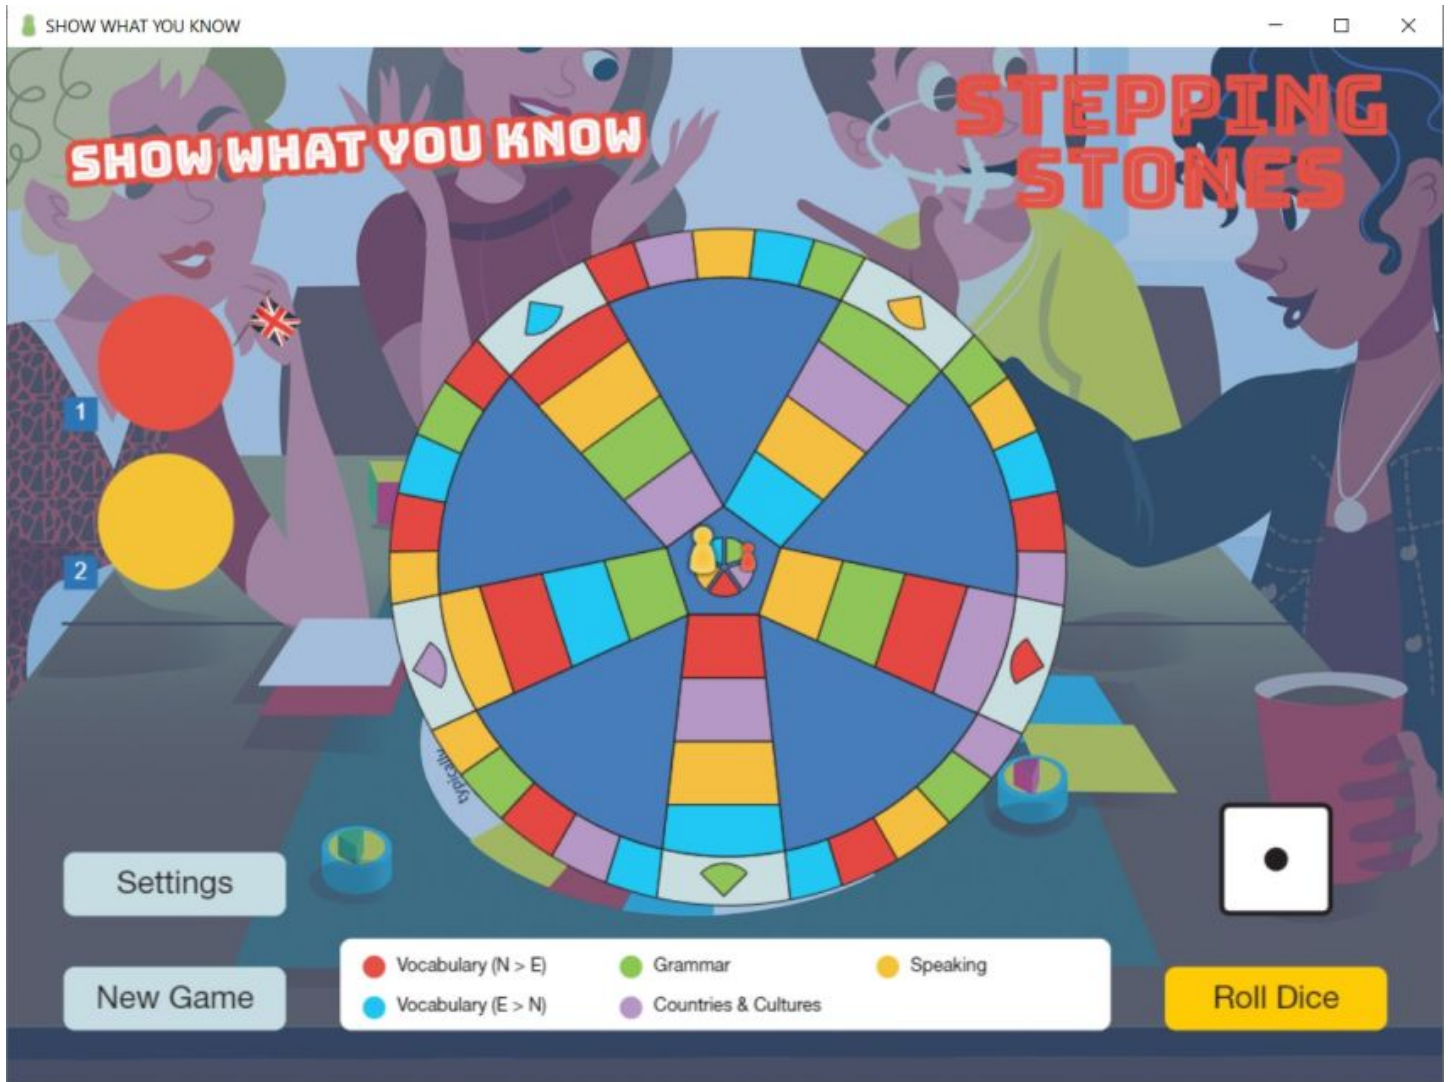 SHOW WHAT YOU KNOW
SHOW WHAT YOU KNOW
STEPPING
STONES
1
2
typically
Settings
New Game
Vocabulary (N > E)
Grammar
Speaking
Vocabulary (E > N)
Countries & Cultures
Roll Dice